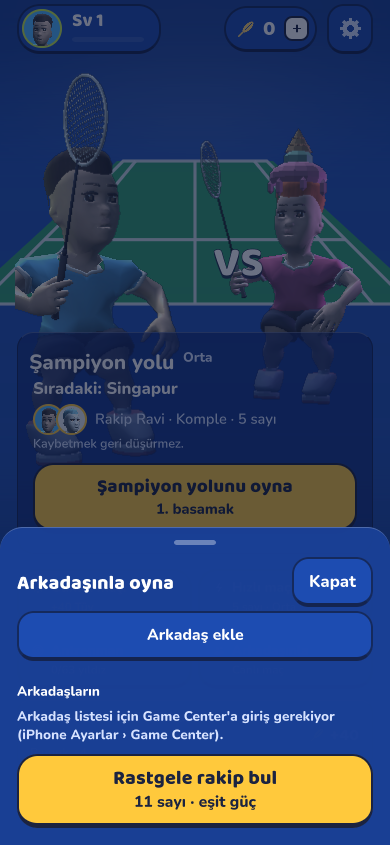 Sv 1
0
+
VS
Şampiyon yolu Orta
Sıradaki: Singapur
Rakip Ravi · Komple · 5 sayı
Kaybetmek geri düşürmez.
Şampiyon yolunu oyna
1. basamak
Arkadaşınla oyna
Kapat
Arkadaş ekle
Arkadaşların
Arkadaş listesi için Game Center'a giriş gerekiyor
(iPhone Ayarlar › Game Center).
Rastgele rakip bul
11 sayı · eşit güç